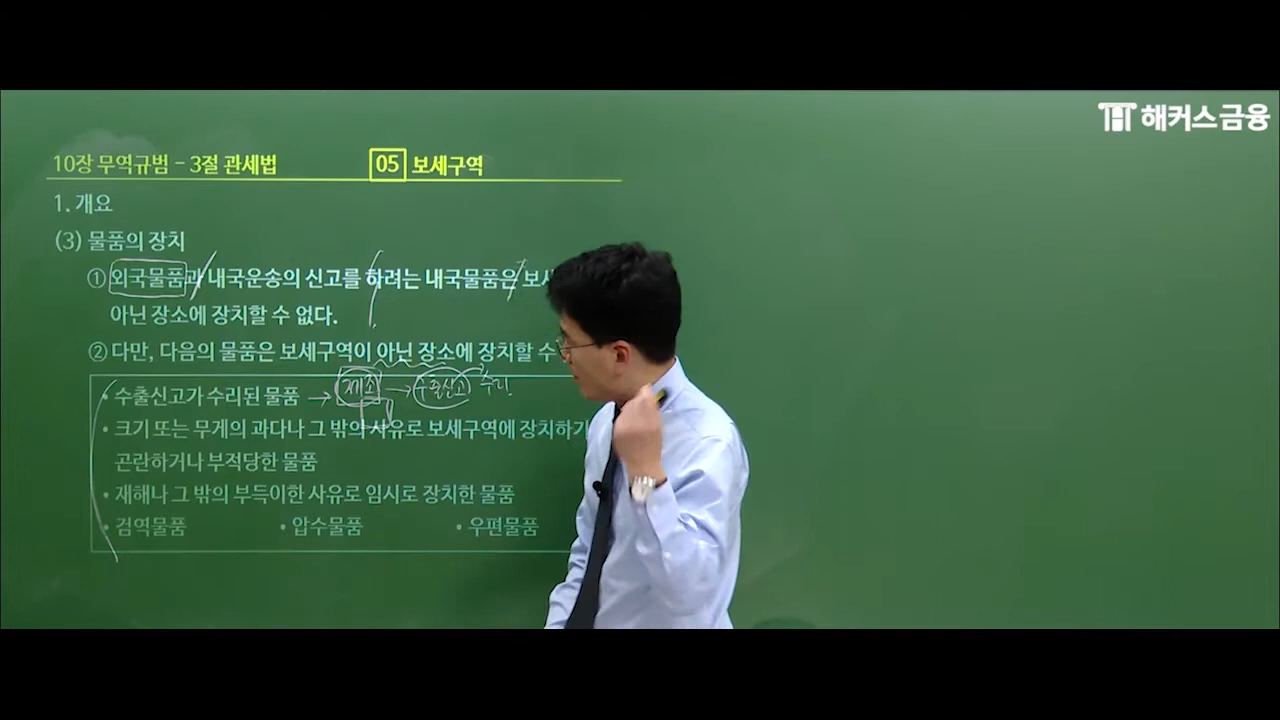 해커스금융
10장 무역규범 - 3절 관세법
05 보세구역
1. 개요
(3) 물품의 장치
① 외국물품과 내국운송의 신고를 하려는 내국물품은 보세
아닌 장소에 장치할 수 없다.
② 다만, 다음의 물품은 보세구역이 아닌 장소에 장치할 수
• 수출신고가 수리된 물품 → 제조 → 수출신고 수리
• 크기 또는 무게의 과다나 그 밖의 사유로 보세구역에 장치하기
곤란하거나 부적당한 물품
• 재해나 그 밖의 부득이한 사유로 임시로 장치한 물품
• 검역물품 • 압수물품 • 우편물품